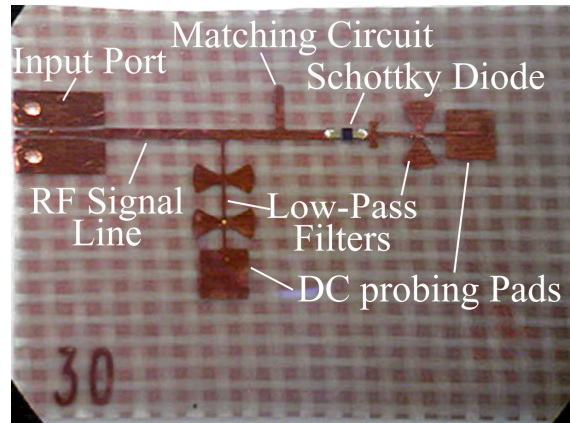 Matching Circuit
Input Port
Schottky Diode
RF Signal
Line
Low-Pass
Filters
DC probing Pads
30